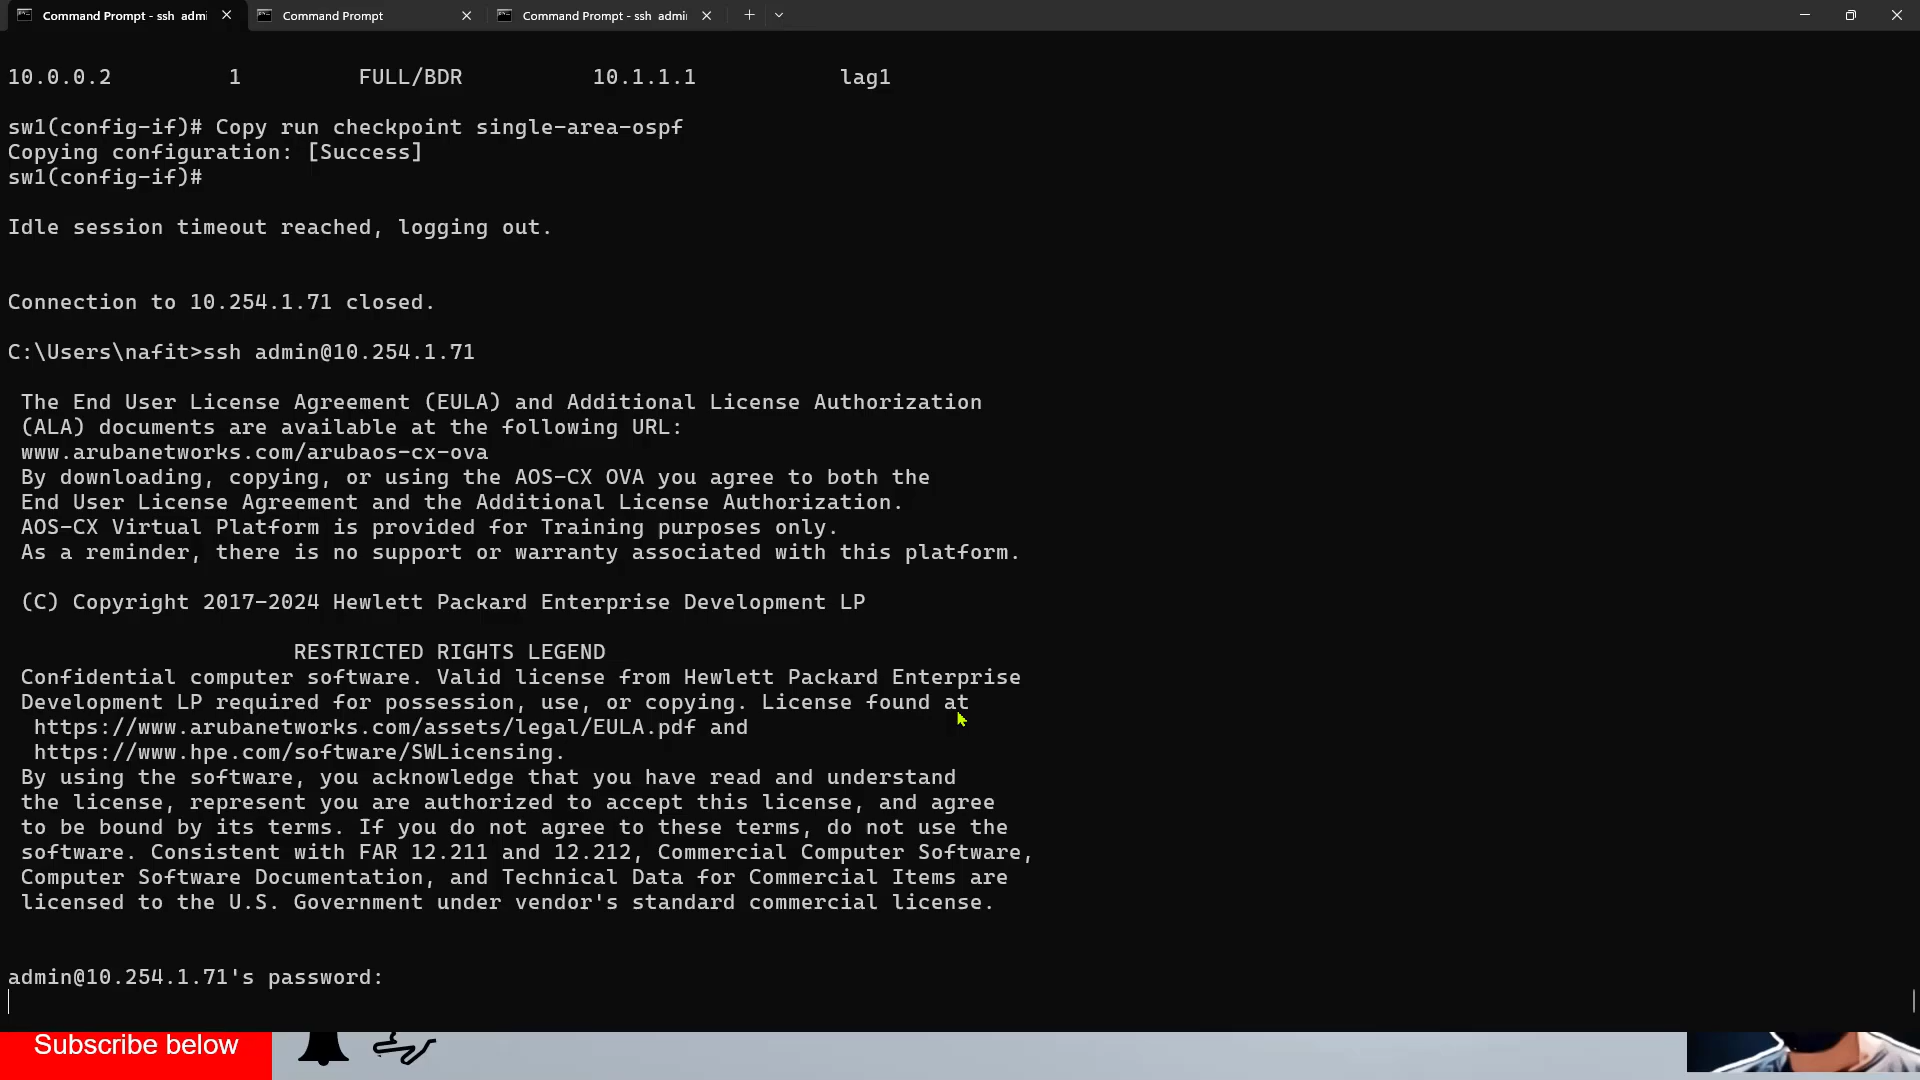 Command Prompt - ssh admi
Command Prompt
Command Prompt - ssh admi
10.0.0.2 1 FULL/BDR 10.1.1.1 lag1
sw1(config-if)# Copy run checkpoint single-area-ospf
Copying configuration: [Success]
sw1(config-if)#
Idle session timeout reached, logging out.
Connection to 10.254.1.71 closed.
C:\Users\nafit>ssh admin@10.254.1.71
The End User License Agreement (EULA) and Additional License Authorization
(ALA) documents are available at the following URL:
www.arubanetworks.com/arubaos-cx-ova
By downloading, copying, or using the AOS-CX OVA you agree to both the
End User License Agreement and the Additional License Authorization.
AOS-CX Virtual Platform is provided for Training purposes only.
As a reminder, there is no support or warranty associated with this platform.
(C) Copyright 2017-2024 Hewlett Packard Enterprise Development LP
RESTRICTED RIGHTS LEGEND
Confidential computer software. Valid license from Hewlett Packard Enterprise
Development LP required for possession, use, or copying. License found at
https://www.arubanetworks.com/assets/legal/EULA.pdf and
https://www.hpe.com/software/SWLicensing.
By using the software, you acknowledge that you have read and understand
the license, represent you are authorized to accept this license, and agree
to be bound by its terms. If you do not agree to these terms, do not use the
software. Consistent with FAR 12.211 and 12.212, Commercial Computer Software,
Computer Software Documentation, and Technical Data for Commercial Items are
licensed to the U.S. Government under vendor's standard commercial license.
admin@10.254.1.71's password:
Subscribe below